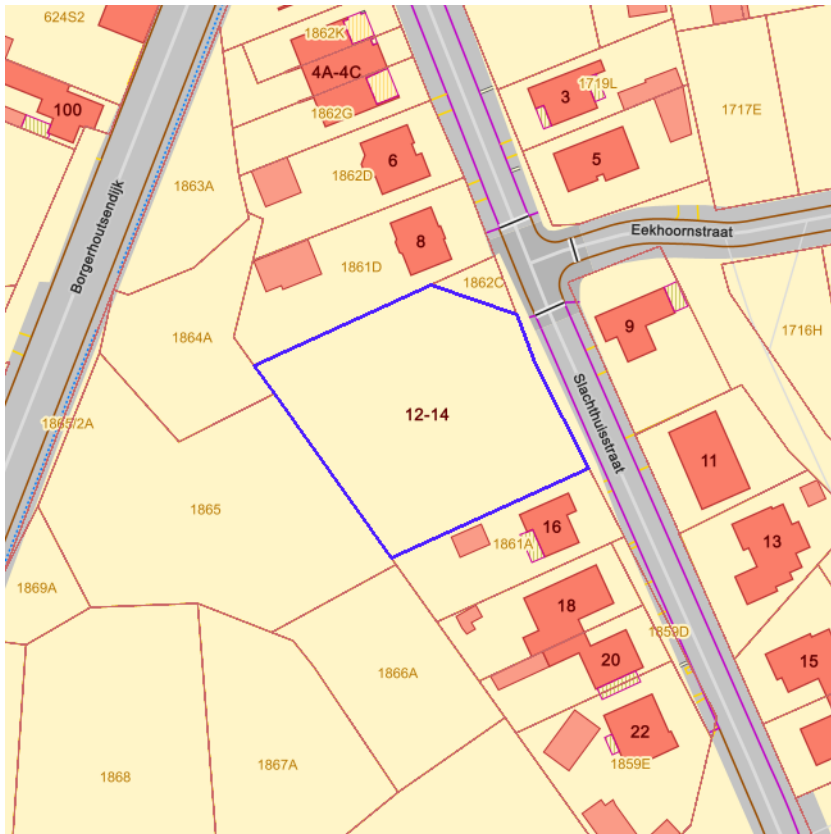 624S2
1862K
4A-4C
3
1719L
100
1862G
1717E
6
5
1862D
1863A
Borgerhoutsendijk
Eekhoornstraat
8
1861D
1862C
1864A
9
1716H
Slachthuisstraat
12-14
1865/2A
11
1865
16
1861A
13
1869A
18
1859D
20
15
1866A
22
1867A
1859E
1868